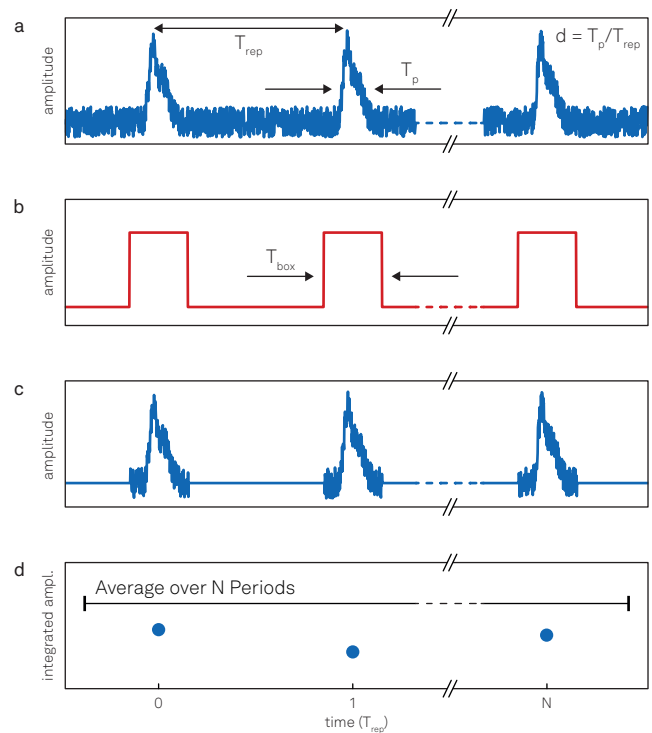 a
amplitude
T_rep
T_p
d = T_p/T_rep
b
amplitude
T_box
c
amplitude
d
integrated ampl.
Average over N Periods
0
1
N
time (T_rep)